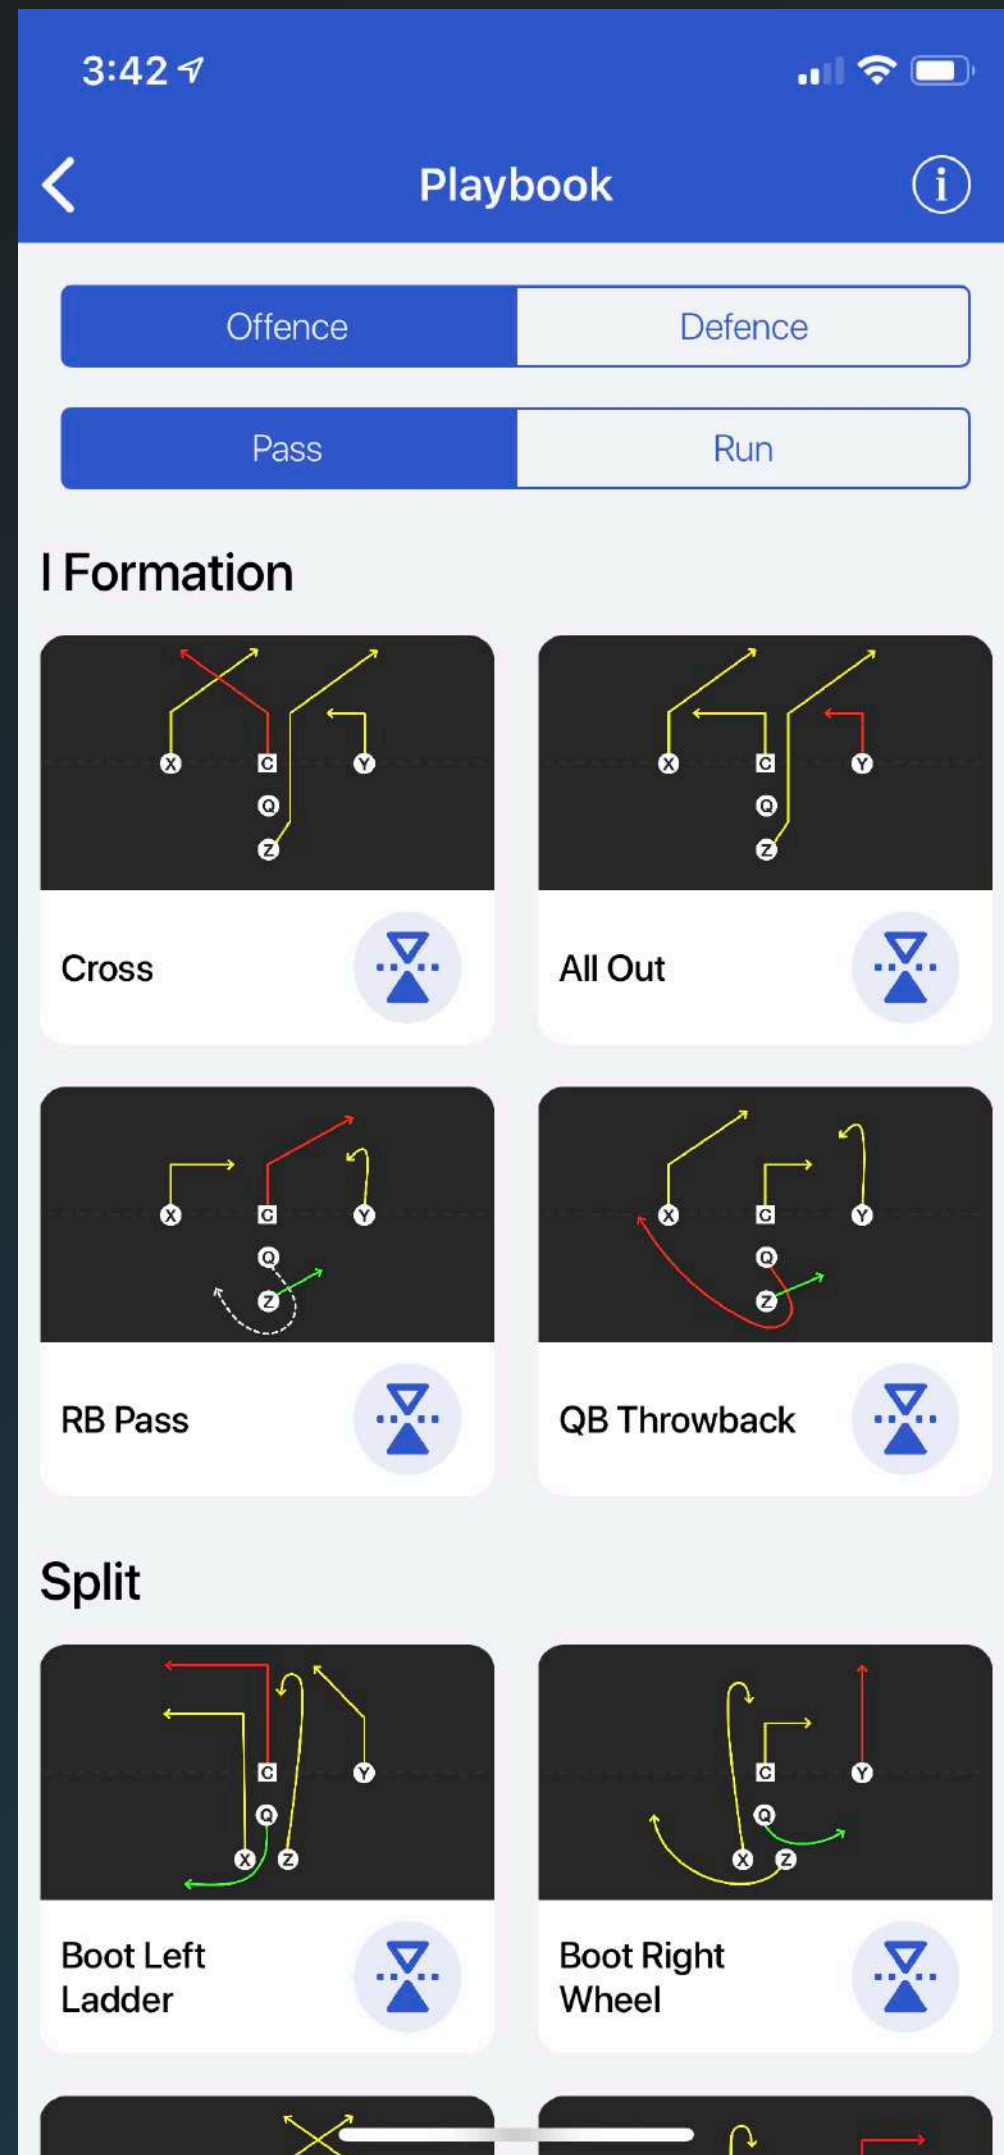 3:42
Playbook
i
Offence
Defence
Pass
Run
I Formation
X C Y
Q
Z
X C Y
Q
Z
Cross
All Out
X C Y
Q
Z
X C Y
Q
Z
RB Pass
QB Throwback
Split
C Y
Q
X Z
C Y
Q
X Z
Boot Left
Ladder
Boot Right
Wheel